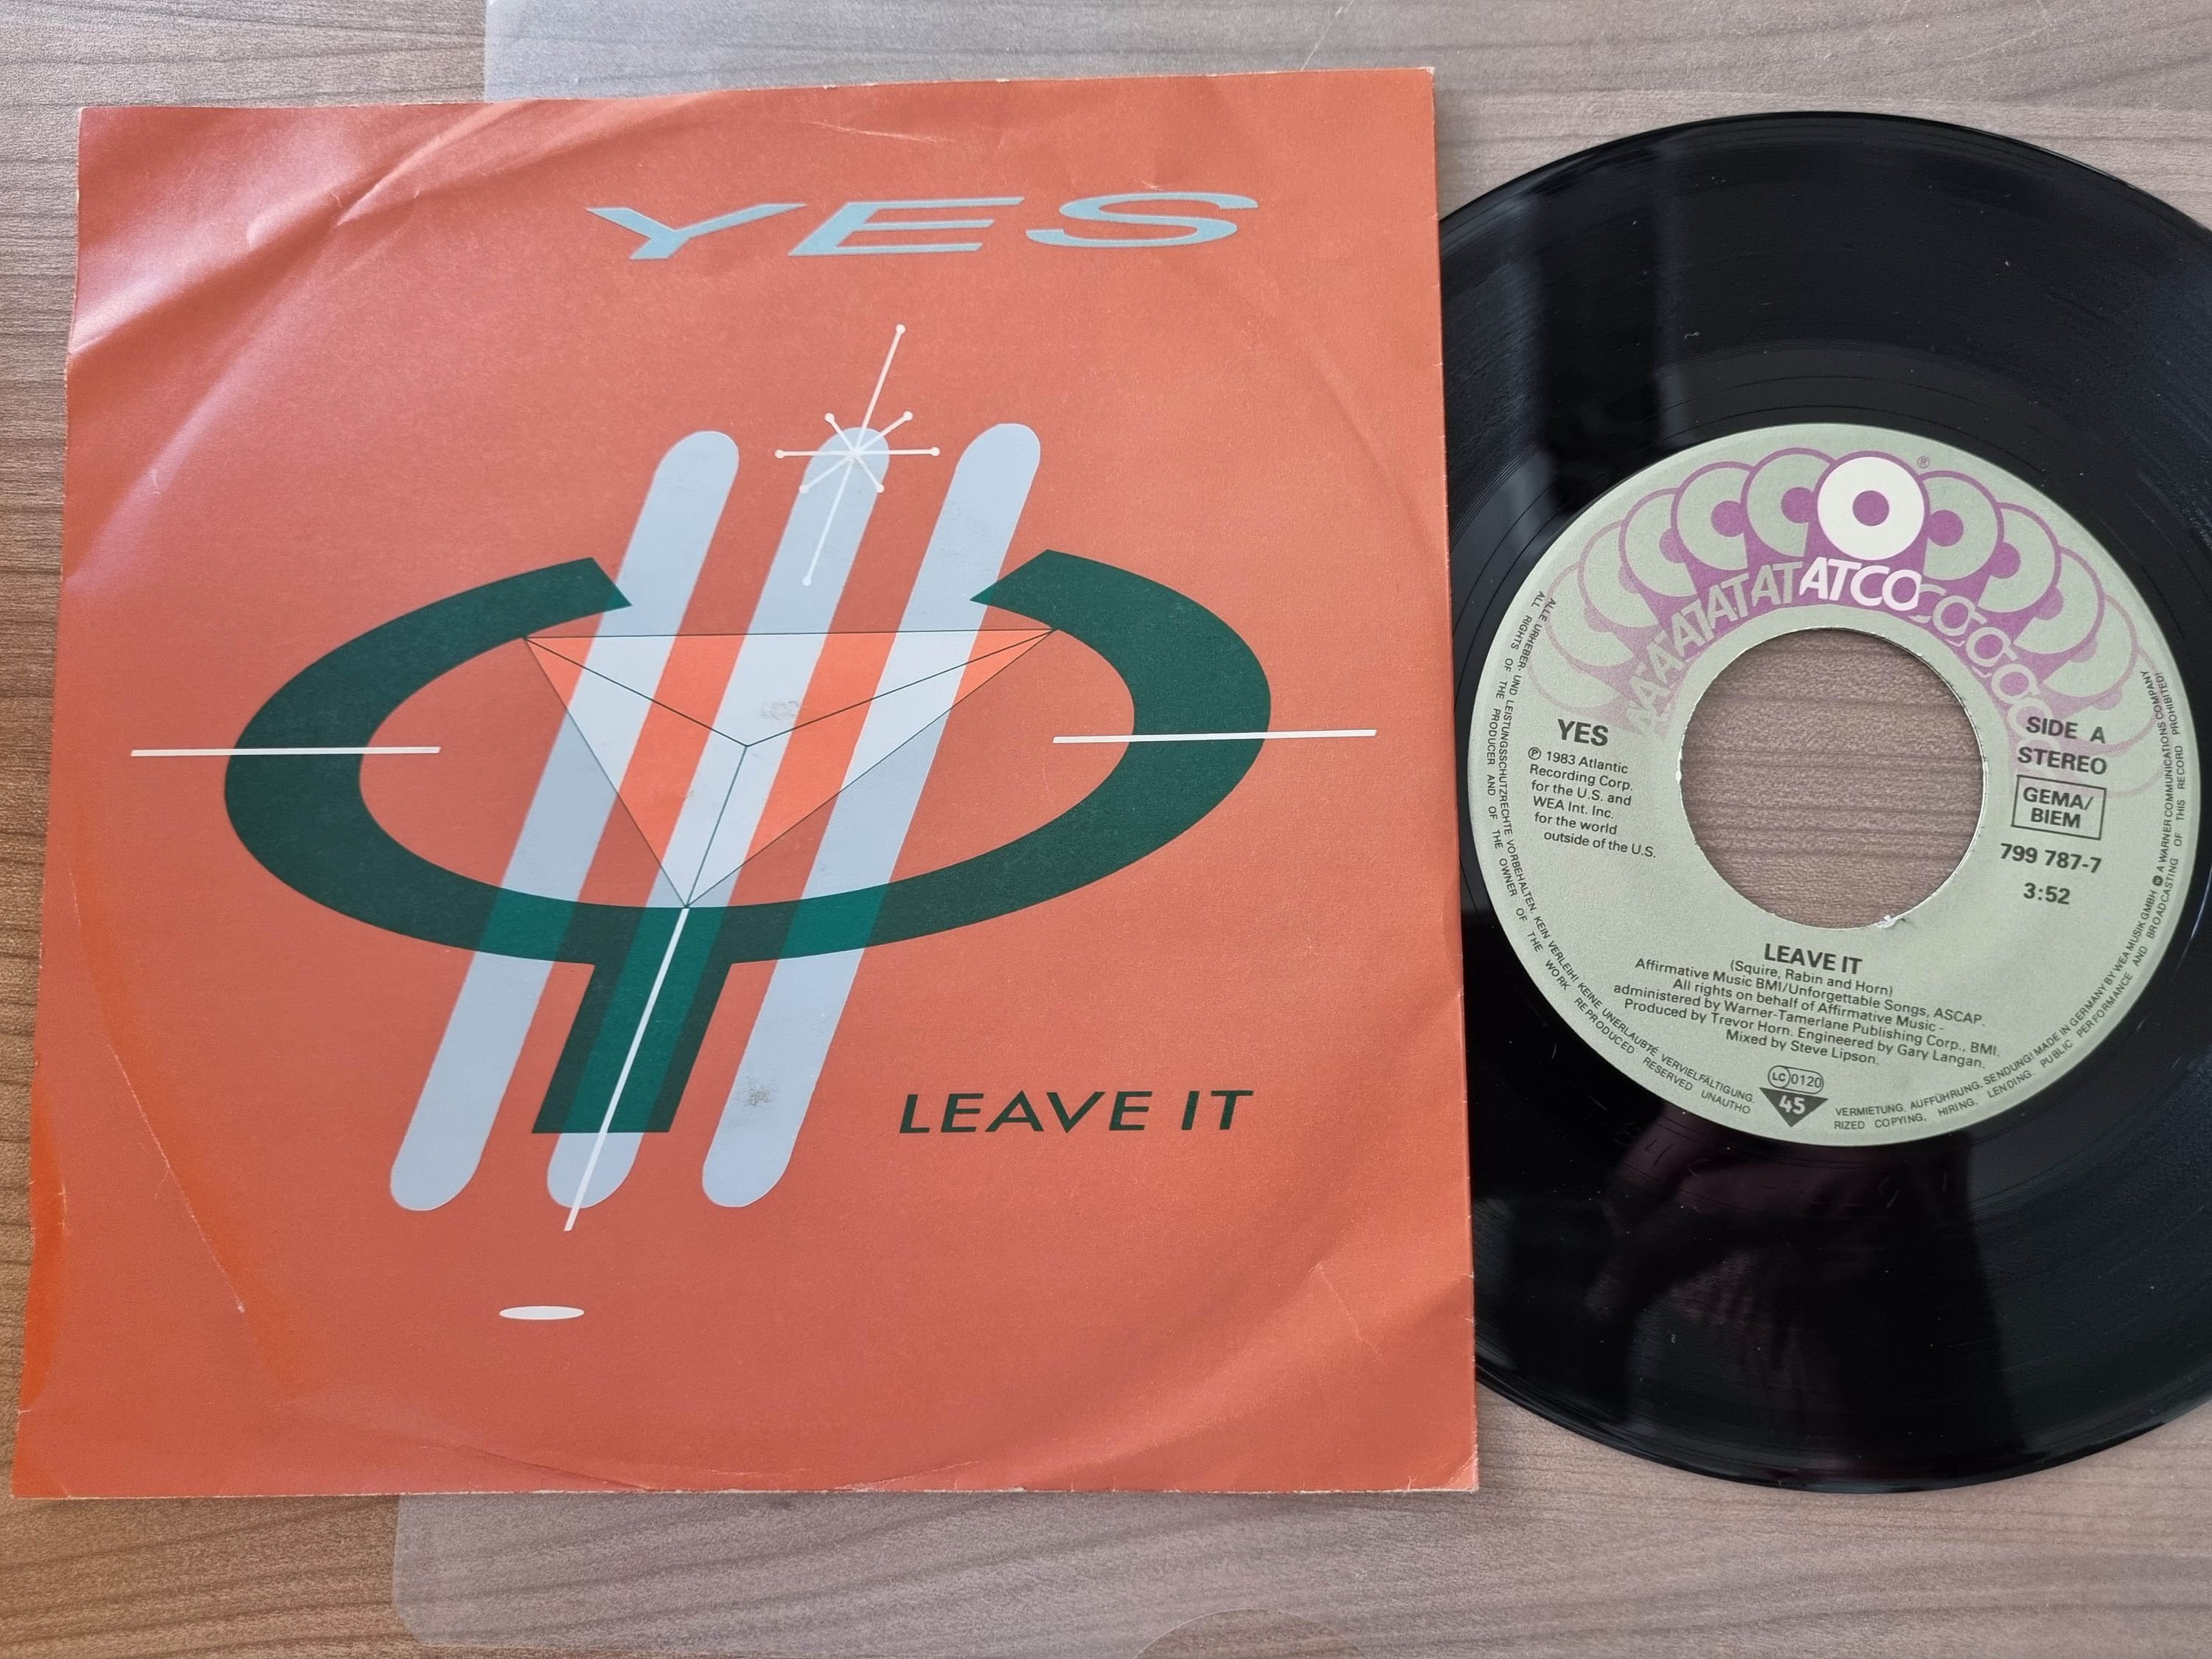 YES
LEAVE IT
®
ATATATATATCOCOCOCO
YES
℗ 1983 Atlantic
Recording Corp.
for the U.S. and
WEA Int. Inc.
for the world
outside of the U.S.
SIDE A
STEREO
GEMA/
BIEM
799 787-7
3:52
LEAVE IT
(Squire, Rabin and Horn)
Affirmative Music BMI/Unforgettable Songs, ASCAP.
All rights on behalf of Affirmative Music -
administered by Warner-Tamerlane Publishing Corp., BMI.
Produced by Trevor Horn. Engineered by Gary Langan.
Mixed by Steve Lipson.
LC 0120
45
ALLE URHEBER- UND LEISTUNGSSCHUTZRECHTE VORBEHALTEN. KEIN VERLEIH! KEINE UNERLAUBTE VERVIELFÄLTIGUNG, VERMIETUNG, AUFFÜHRUNG, SENDUNG! MADE IN GERMANY BY WEA MUSIK GMBH. A WARNER COMMUNICATIONS COMPANY
ALL RIGHTS OF THE PRODUCER AND OF THE OWNER OF THE WORK REPRODUCED RESERVED UNAUTHORIZED COPYING, HIRING, LENDING, PUBLIC PERFORMANCE AND BROADCASTING OF THIS RECORD PROHIBITED!